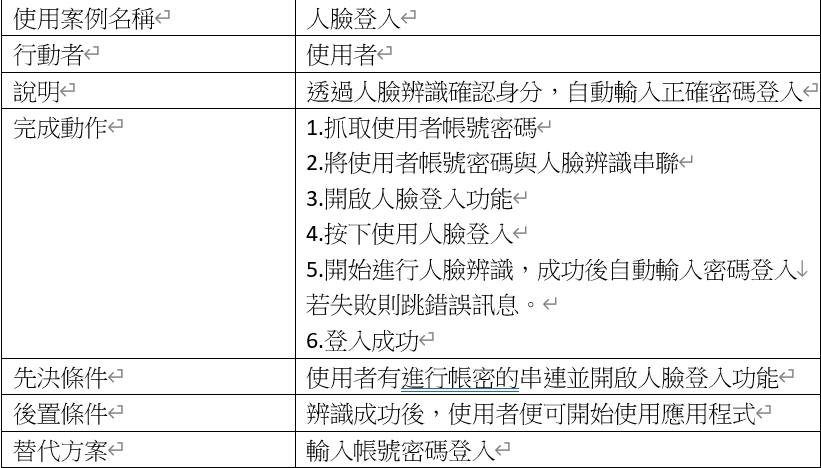 使用案例名稱 人臉登入
行動者 使用者
說明 透過人臉辨識確認身分，自動輸入正確密碼登入
完成動作 1.抓取使用者帳號密碼
2.將使用者帳號密碼與人臉辨識串聯
3.開啟人臉登入功能
4.按下使用人臉登入
5.開始進行人臉辨識，成功後自動輸入密碼登入
若失敗則跳錯誤訊息。
6.登入成功
先決條件 使用者有進行帳密的串連並開啟人臉登入功能
後置條件 辨識成功後，使用者便可開始使用應用程式
替代方案 輸入帳號密碼登入